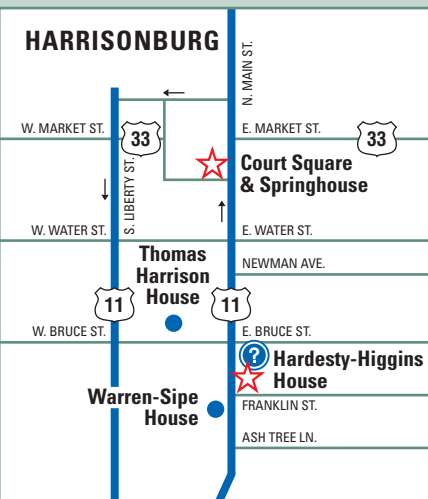 HARRISONBURG
N. MAIN ST.
W. MARKET ST.
33
E. MARKET ST.
33
Court Square
& Springhouse
S. LIBERTY ST.
W. WATER ST.
E. WATER ST.
Thomas
Harrison
House
NEWMAN AVE.
11
11
W. BRUCE ST.
E. BRUCE ST.
?
Hardesty-Higgins
House
Warren-Sipe
House
FRANKLIN ST.
ASH TREE LN.